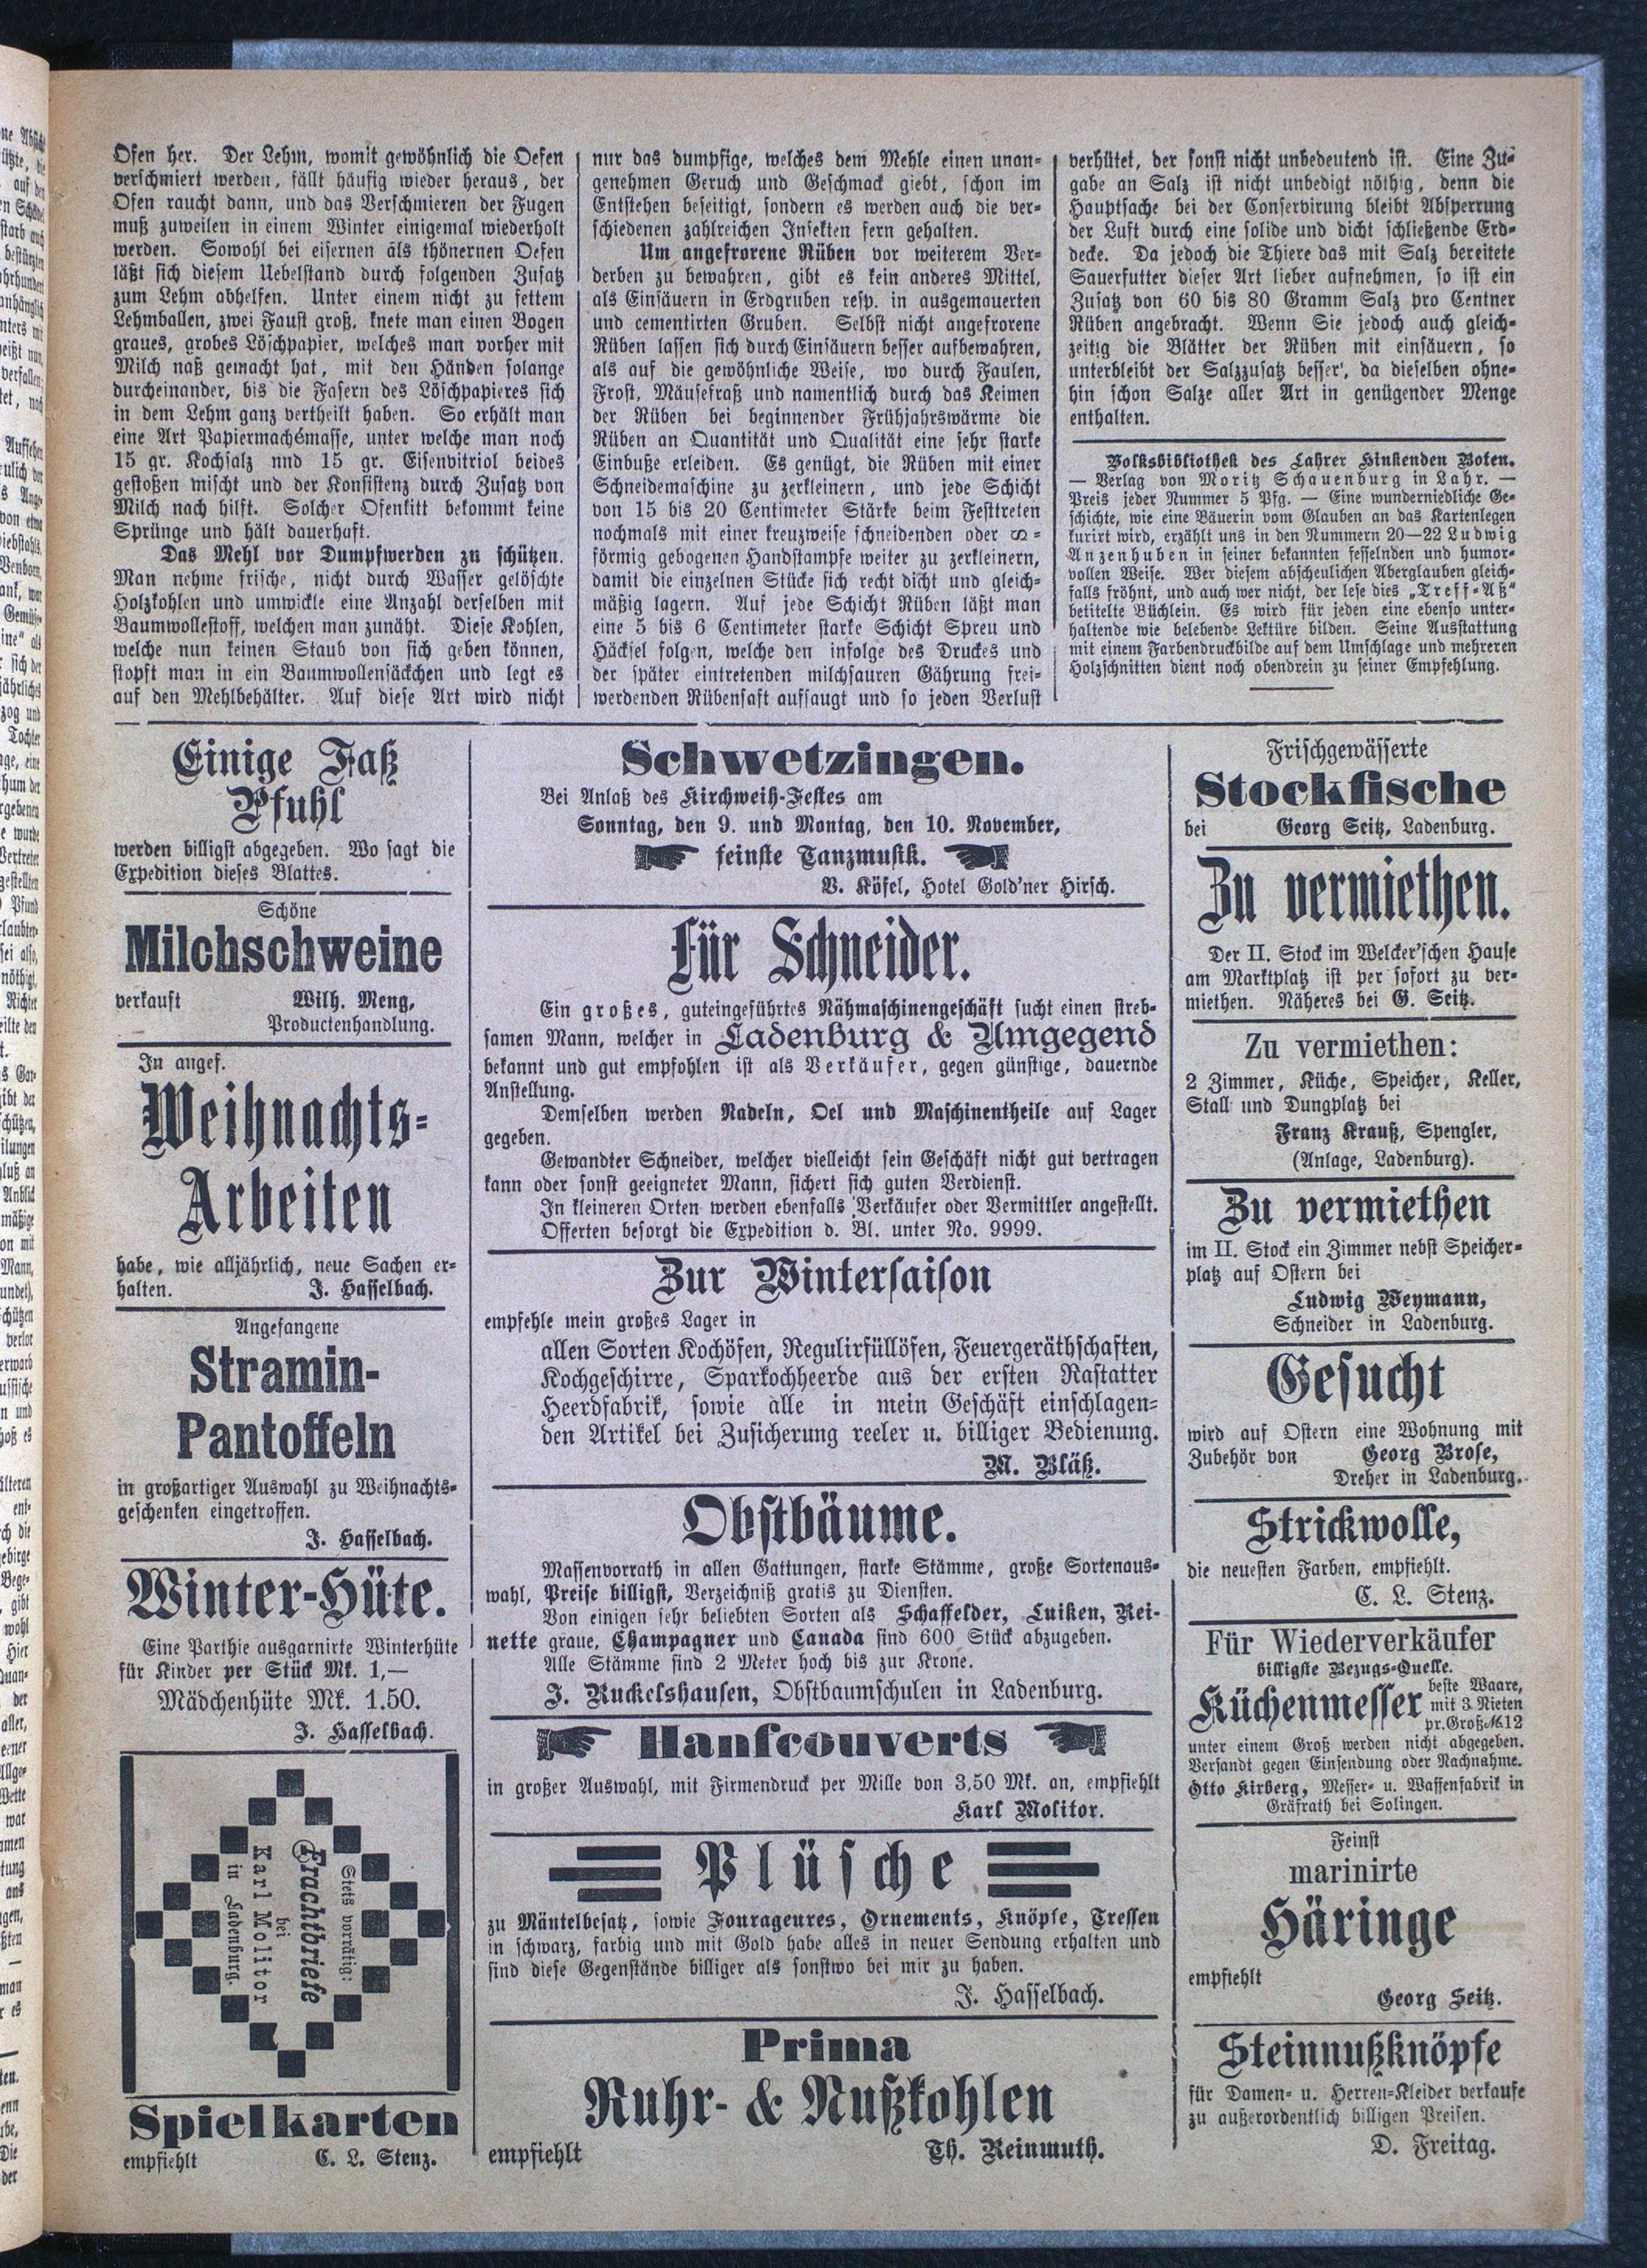 Ofen her. Der Lehm, womit gewöhnlich die Oefen
verschmiert werden, fällt häufig wieder heraus, der
Ofen raucht dann, und das Verschmieren der Fugen
muß zuweilen in einem Winter einigemal wiederholt
werden. Sowohl bei eisernen als thönernen Oefen
läßt sich diesem Uebelstand durch folgenden Zusatz
zum Lehm abhelfen. Unter einem nicht zu fettem
Lehmballen, zwei Faust groß, knete man einen Bogen
graues, grobes Löschpapier, welches man vorher mit
Milch naß gemacht hat, mit den Händen solange
durcheinander, bis die Fasern des Löschpapieres sich
in dem Lehm ganz vertheilt haben. So erhält man
eine Art Papiermachémasse, unter welche man noch
15 gr. Kochsalz nnd 15 gr. Eisenvitriol beides
gestoßen mischt und der Konsistenz durch Zusatz von
Milch nach hilft. Solcher Ofenkitt bekommt keine
Sprünge und hält dauerhaft.
Das Mehl vor Dumpfwerden zu schützen.
Man nehme frische, nicht durch Wasser gelöschte
Holzkohlen und umwickle eine Anzahl derselben mit
Baumwollestoff, welchen man zunäht. Diese Kohlen,
welche nun keinen Staub von sich geben können,
stopft man in ein Baumwollensäckchen und legt es
auf den Mehlbehälter. Auf diese Art wird nicht
nur das dumpfige, welches dem Mehle einen unan-
genehmen Geruch und Geschmack giebt, schon im
Entstehen beseitigt, sondern es werden auch die ver-
schiedenen zahlreichen Insekten fern gehalten.
Um angefrorene Rüben vor weiterem Ver-
derben zu bewahren, gibt es kein anderes Mittel,
als Einsäuern in Erdgruben resp. in ausgemauerten
und cementirten Gruben. Selbst nicht angefrorene
Rüben lassen sich durch Einsäuern besser aufbewahren,
als auf die gewöhnliche Weise, wo durch Faulen,
Frost, Mäusefraß und namentlich durch das Keimen
der Rüben bei beginnender Frühjahrswärme die
Rüben an Quantität und Qualität eine sehr starke
Einbuße erleiden. Es genügt, die Rüben mit einer
Schneidemaschine zu zerkleinern, und jede Schicht
von 15 bis 20 Centimeter Stärke beim Festtreten
nochmals mit einer kreuzweise schneidenden oder S-
förmig gebogenen Handstampfe weiter zu zerkleinern,
damit die einzelnen Stücke sich recht dicht und gleich-
mäßig lagern. Auf jede Schicht Rüben läßt man
eine 5 bis 6 Centimeter starke Schicht Spreu und
Häcksel folgen, welche den infolge des Druckes und
der später eintretenden milchsauren Gährung frei-
werdenden Rübensaft aufsaugt und so jeden Verlust
verhütet, der sonst nicht unbedeutend ist. Eine Zu-
gabe an Salz ist nicht unbedigt nöthig, denn die
Hauptsache bei der Conservirung bleibt Absperrung
der Luft durch eine solide und dicht schließende Erd-
decke. Da jedoch die Thiere das mit Salz bereitete
Sauerfutter dieser Art lieber aufnehmen, so ist ein
Zusatz von 60 bis 80 Gramm Salz pro Centner
Rüben angebracht. Wenn Sie jedoch auch gleich-
zeitig die Blätter der Rüben mit einsäuern, so
unterbleibt der Salzzusatz besser', da dieselben ohne-
hin schon Salze aller Art in genügender Menge
enthalten.
Volksbibliothek des Lahrer Hinkenden Boten.
— Verlag von Moritz Schauenburg in Lahr. —
Preis jeder Nummer 5 Pfg. — Eine wunderniedliche Ge-
schichte, wie eine Bäuerin vom Glauben an das Kartenlegen
kurirt wird, erzählt uns in den Nummern 20—22 Ludwig
Anzenhuben in seiner bekannten fesselnden und humor-
vollen Weise. Wer diesem abscheulichen Aberglauben gleich-
falls fröhnt, und auch wer nicht, der lese dies „Treff-Aß"
betitelte Büchlein. Es wird für jeden eine ebenso unter-
haltende wie belebende Lektüre bilden. Seine Ausstattung
mit einem Farbendruckbilde auf dem Umschlage und mehreren
Holzschnitten dient noch obendrein zu seiner Empfehlung.
Einige Faß
Pfuhl
werden billigst abgegeben. Wo sagt die
Expedition dieses Blattes.
Schöne
Milchschweine
verkauft Wilh. Meng,
Productenhandlung.
In angef.
Weihnachts-
Arbeiten
habe, wie alljährlich, neue Sachen er-
halten. J. Hasselbach.
Angefangene
Stramin-
Pantoffeln
in großartiger Auswahl zu Weihnachts-
geschenken eingetroffen.
J. Hasselbach.
Winter-Hüte.
Eine Parthie ausgarnirte Winterhüte
für Kinder per Stück Mk. 1,—
Mädchenhüte Mk. 1.50.
J. Hasselbach.
Stets vorräthig:
Frachtbriefe
bei
Karl Molitor
in Ladenburg.
Spielkarten
empfiehlt C. L. Stenz.
Schwetzingen.
Bei Anlaß des Kirchweih-Festes am
Sonntag, den 9. und Montag, den 10. November,
feinste Tanzmusik.
V. Köfel, Hotel Gold'ner Hirsch.
Für Schneider.
Ein großes, guteingeführtes Nähmaschinengeschäft sucht einen streb-
samen Mann, welcher in Ladenburg & Umgegend
bekannt und gut empfohlen ist als Verkäufer, gegen günstige, dauernde
Anstellung.
Demselben werden Nadeln, Oel und Maschinentheile auf Lager
gegeben.
Gewandter Schneider, welcher vielleicht sein Geschäft nicht gut vertragen
kann oder sonst geeigneter Mann, sichert sich guten Verdienst.
In kleineren Orten werden ebenfalls Verkäufer oder Vermittler angestellt.
Offerten besorgt die Expedition d. Bl. unter No. 9999.
Zur Wintersaison
empfehle mein großes Lager in
allen Sorten Kochöfen, Regulirfüllöfen, Feuergeräthschaften,
Kochgeschirre, Sparkochheerde aus der ersten Rastatter
Heerdfabrik, sowie alle in mein Geschäft einschlagen-
den Artikel bei Zusicherung reeler u. billiger Bedienung.
M. Bläß.
Obstbäume.
Massenvorrath in allen Gattungen, starke Stämme, große Sortenaus-
wahl, Preise billigst, Verzeichniß gratis zu Diensten.
Von einigen sehr beliebten Sorten als Schaffelder, Luiken, Rei-
nette graue, Champagner und Canada sind 600 Stück abzugeben.
Alle Stämme sind 2 Meter hoch bis zur Krone.
J. Ruckelshausen, Obstbaumschulen in Ladenburg.
Hanfcouverts
in großer Auswahl, mit Firmendruck per Mille von 3,50 Mk. an, empfiehlt
Karl Molitor.
Plüsche
zu Mäntelbesatz, sowie Fourageures, Ornements, Knöpfe, Tressen
in schwarz, farbig und mit Gold habe alles in neuer Sendung erhalten und
sind diese Gegenstände billiger als sonstwo bei mir zu haben.
J. Hasselbach.
Prima
Ruhr- & Nußkohlen
empfiehlt Th. Reinmuth.
Frischgewässerte
Stockfische
bei Georg Seitz, Ladenburg.
Zu vermiethen.
Der II. Stock im Welcker'schen Hause
am Marktplatz ist per sofort zu ver-
miethen. Näheres bei G. Seitz.
Zu vermiethen:
2 Zimmer, Küche, Speicher, Keller,
Stall und Dungplatz bei
Franz Krauß, Spengler,
(Anlage, Ladenburg).
Zu vermiethen
im II. Stock ein Zimmer nebst Speicher-
platz auf Ostern bei
Ludwig Weymann,
Schneider in Ladenburg.
Gesucht
wird auf Ostern eine Wohnung mit
Zubehör von Georg Brose,
Dreher in Ladenburg.
Strickwolle,
die neuesten Farben, empfiehlt.
C. L. Stenz.
Für Wiederverkäufer
billigste Bezugs-Quelle.
Küchenmesser beste Waare,
mit 3 Nieten
pr. Groß M. 12
unter einem Groß werden nicht abgegeben.
Versandt gegen Einsendung oder Nachnahme.
Otto Kirberg, Messer- u. Waffenfabrik in
Gräfrath bei Solingen.
Feinst
marinirte
Häringe
empfiehlt
Georg Seitz.
Steinnußknöpfe
für Damen- u. Herren-Kleider verkaufe
zu außerordentlich billigen Preisen.
D. Freitag.